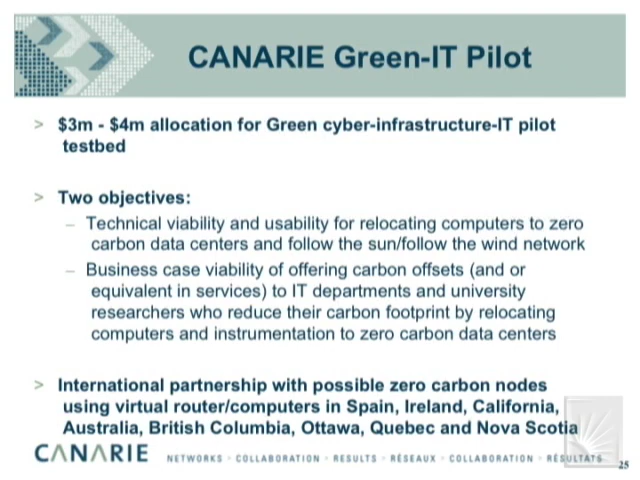 CANARIE Green-IT Pilot
> $3m - $4m allocation for Green cyber-infrastructure-IT pilot
testbed
> Two objectives:
– Technical viability and usability for relocating computers to zero
carbon data centers and follow the sun/follow the wind network
– Business case viability of offering carbon offsets (and or
equivalent in services) to IT departments and university
researchers who reduce their carbon footprint by relocating
computers and instrumentation to zero carbon data centers
> International partnership with possible zero carbon nodes
using virtual router/computers in Spain, Ireland, California,
Australia, British Columbia, Ottawa, Quebec and Nova Scotia
CANARIE NETWORKS · COLLABORATION · RESULTS · RÉSEAUX · COLLABORATION · RÉSULTATS
25